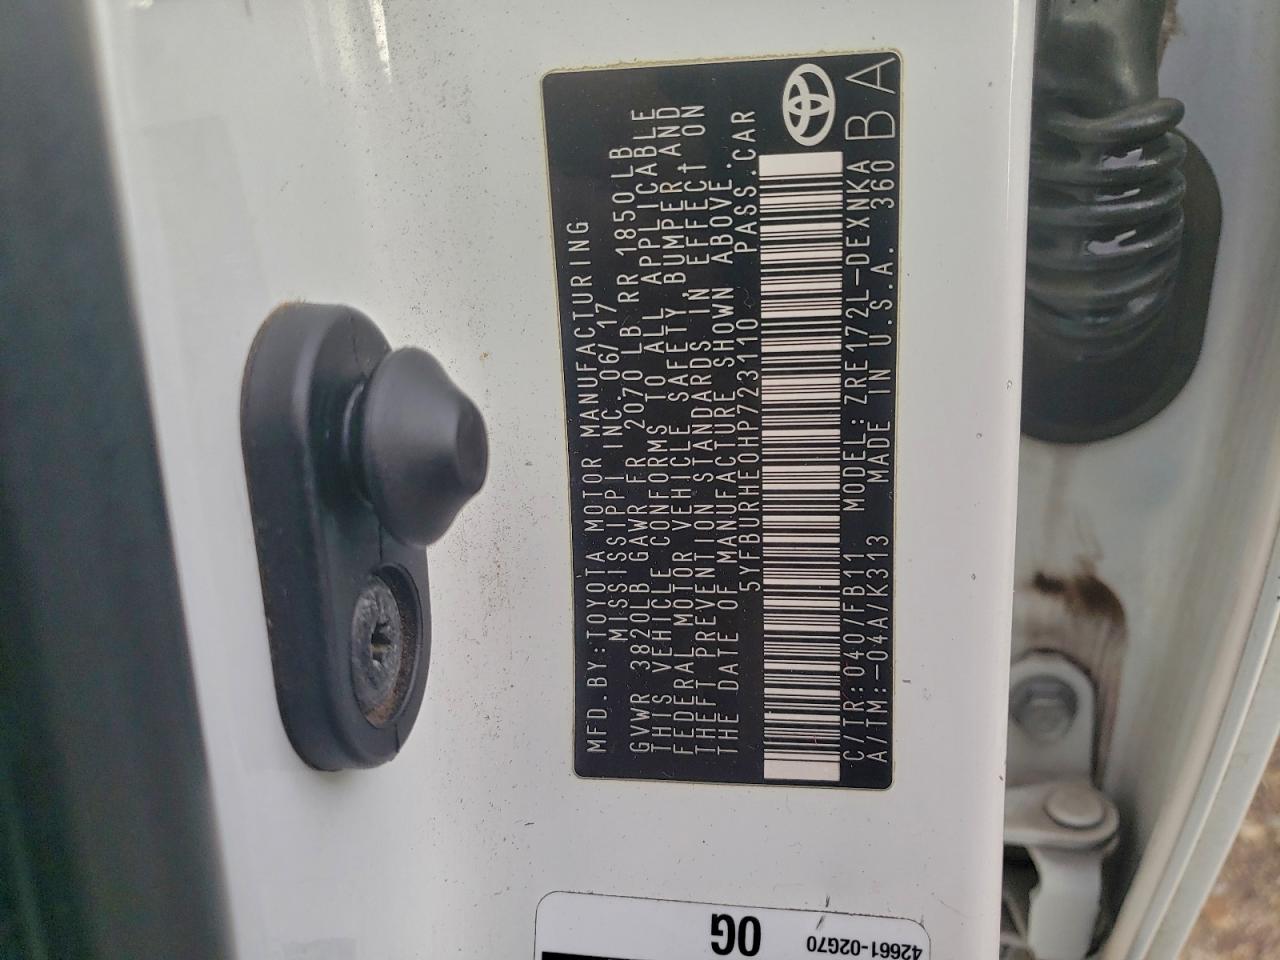 MFD.BY:TOYOTA MOTOR MANUFACTURING
MISSISSIPPI INC. 06/17
GVWR 3820LB GAWR FR 2070 LB RR 1850 LB
THIS VEHICLE CONFORMS TO ALL APPLICABLE
FEDERAL MOTOR VEHICLE SAFETY, BUMPER, AND
THEFT PREVENTION STANDARDS IN EFFECT ON
THE DATE OF MANUFACTURE SHOWN ABOVE.
5YFBURHE0HP723110 PASS.CAR
C/TR:040/FB11 MODEL:ZRE172L-DEXNKA
A/TM:-04A/K313 MADE IN U.S.A. 360
BA
0G
42661-02G70